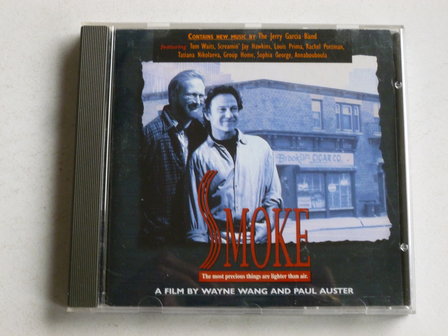 CONTAINS NEW MUSIC BY The Jerry Garcia Band
Featuring: Tom Waits, Screamin' Jay Hawkins, Louis Prima, Rachel Portman,
Tatiana Nikolaeva, Group Home, Sophia George, Annabouboula
Brooklyn CIGAR CO.
SMOKE
The most precious things are lighter than air.
A FILM BY WAYNE WANG AND PAUL AUSTER